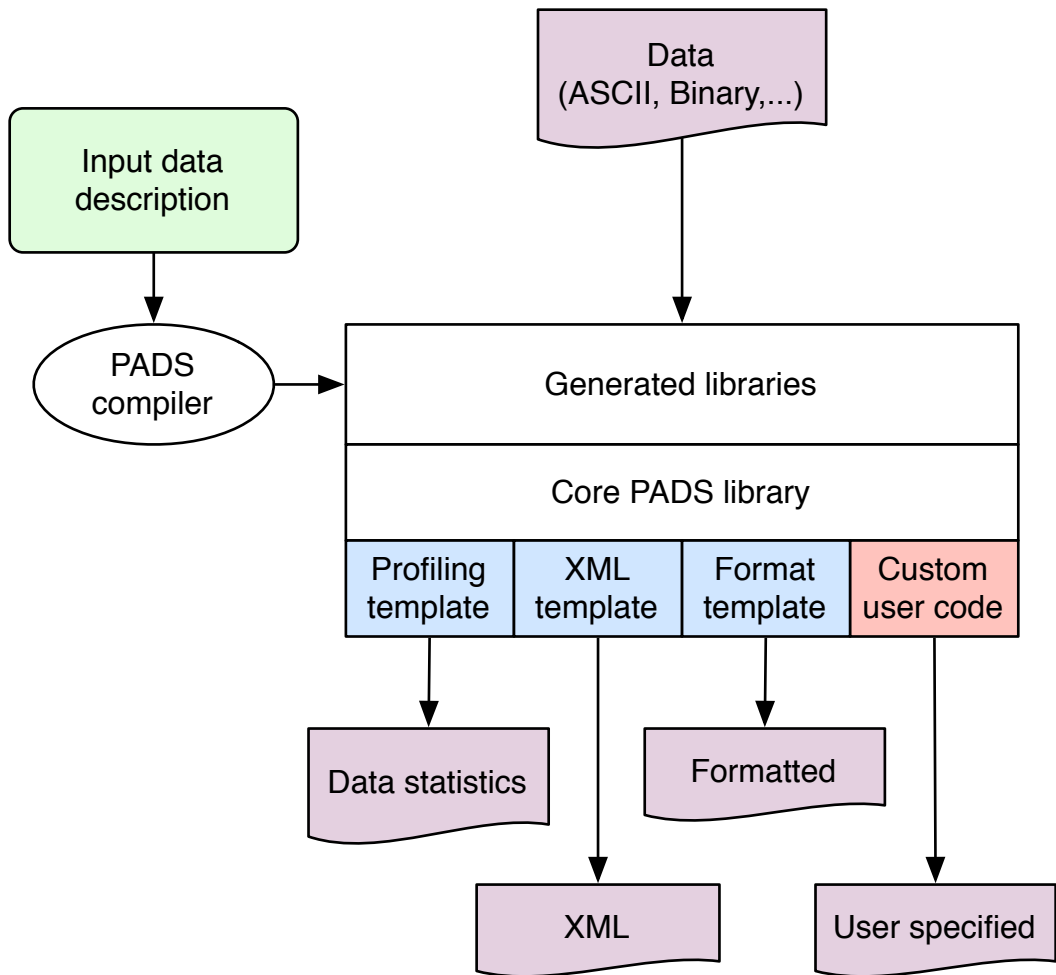 Data
(ASCII, Binary,...)
Input data
description
PADS
compiler
Generated libraries
Core PADS library
Profiling
template
XML
template
Format
template
Custom
user code
Data statistics
Formatted
XML
User specified